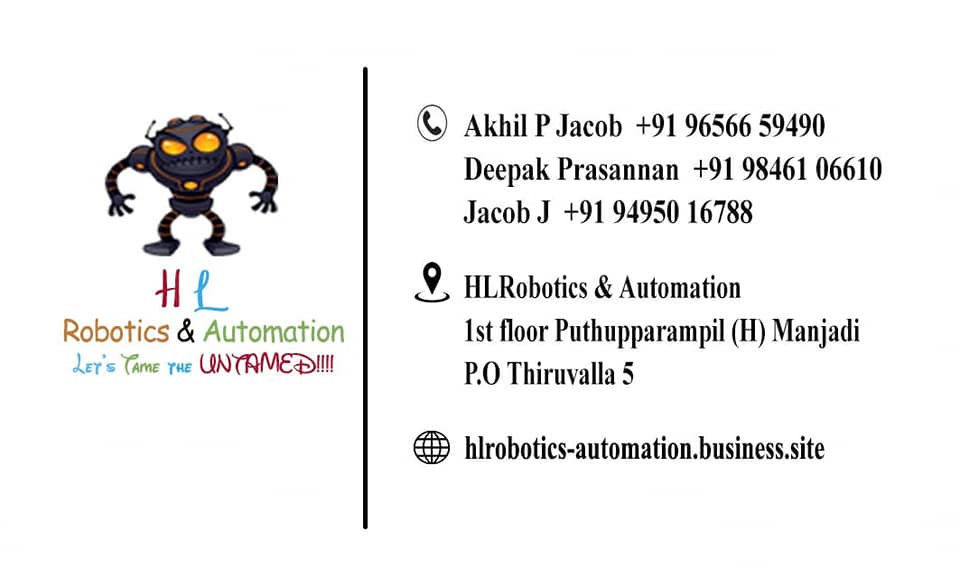 H L
Robotics & Automation
Let's Tame the UNTAMED!!!!
Akhil P Jacob +91 96566 59490
Deepak Prasannan +91 98461 06610
Jacob J +91 94950 16788
HLRobotics & Automation
1st floor Puthupparampil (H) Manjadi
P.O Thiruvalla 5
hlrobotics-automation.business.site